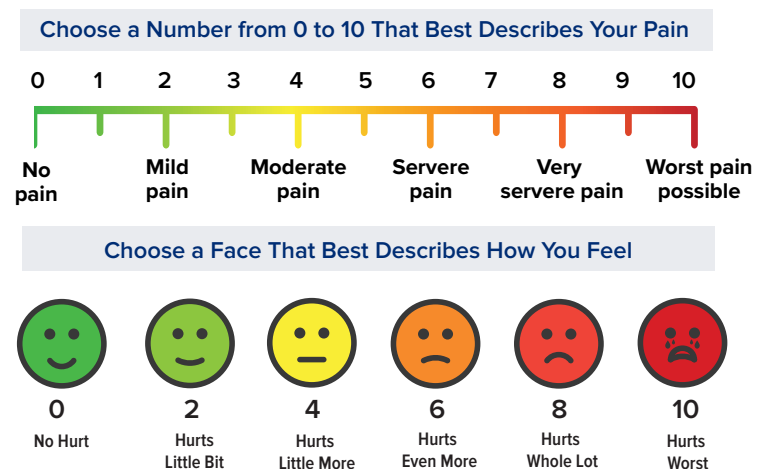 Choose a Number from 0 to 10 That Best Describes Your Pain
0 1 2 3 4 5 6 7 8 9 10
No pain
Mild pain
Moderate pain
Servere pain
Very servere pain
Worst pain possible
Choose a Face That Best Describes How You Feel
0 2 4 6 8 10
No Hurt
Hurts Little Bit
Hurts Little More
Hurts Even More
Hurts Whole Lot
Hurts Worst